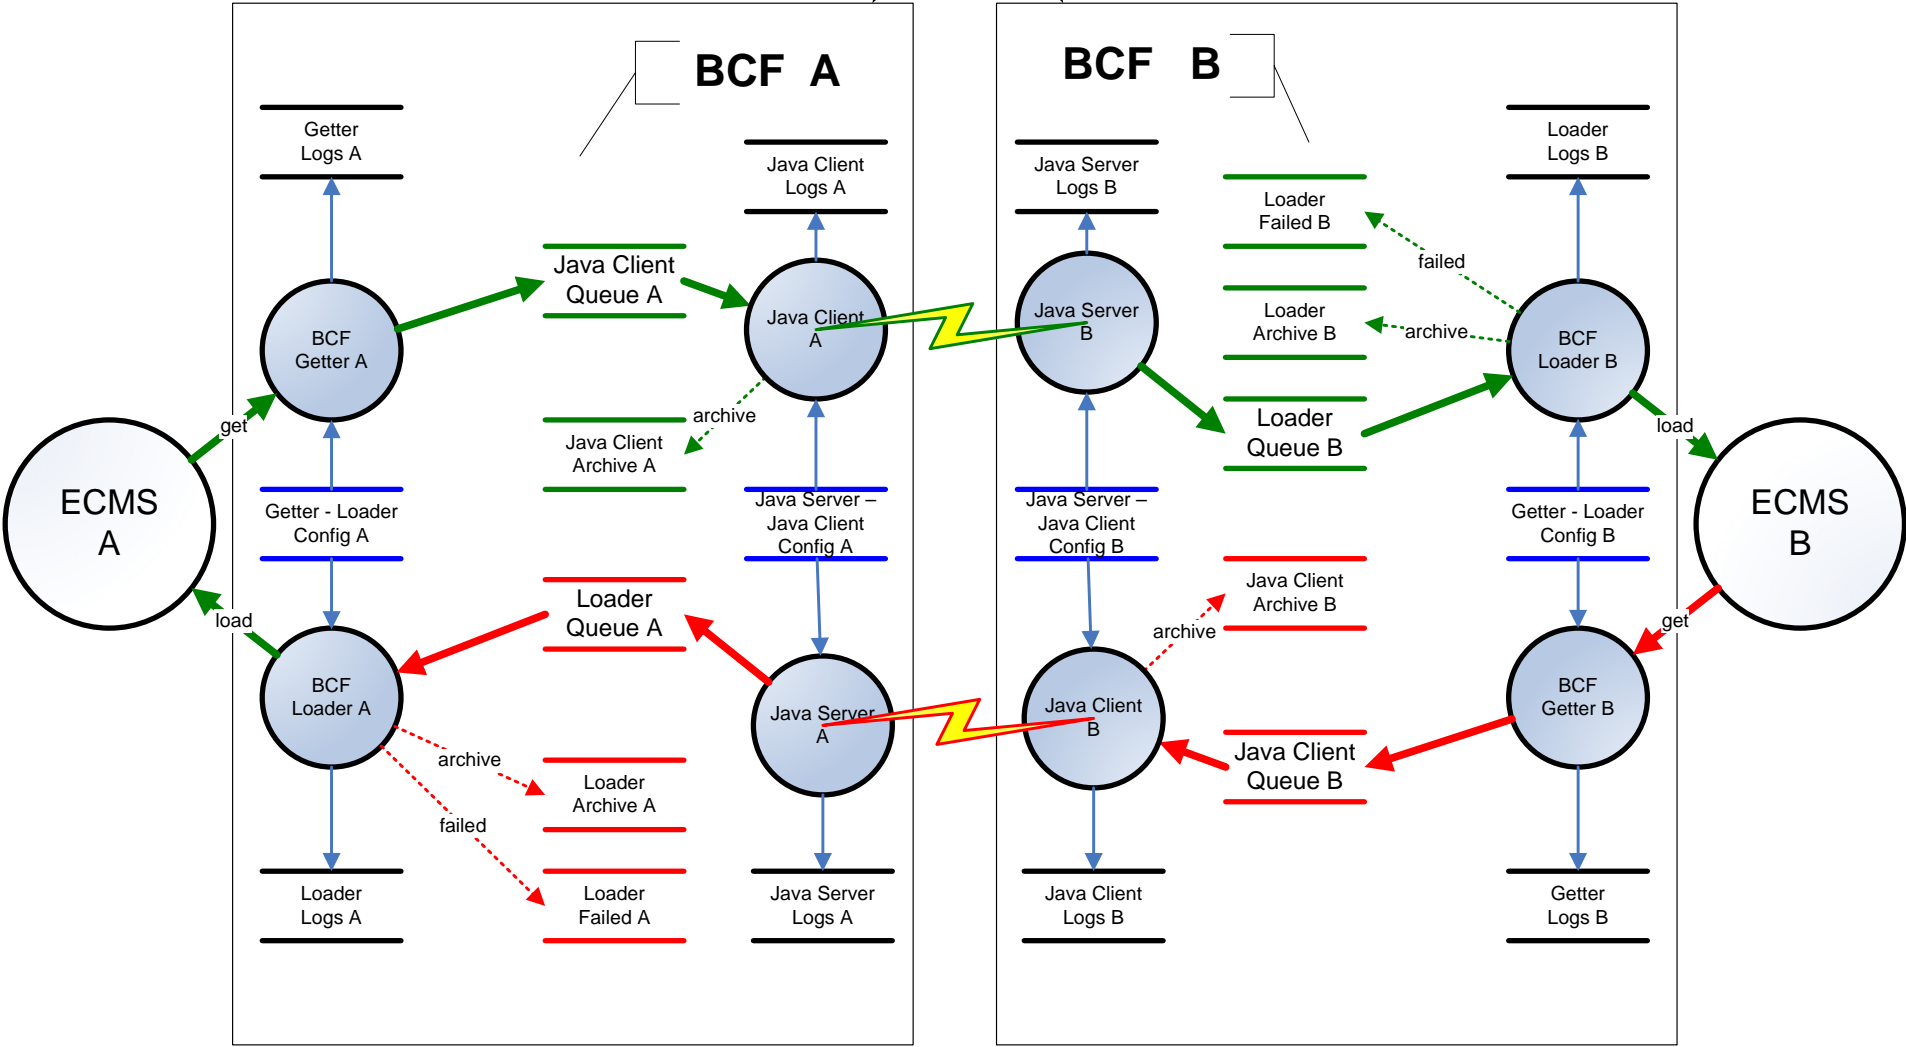 BCF A
BCF B
Getter
Logs A
Java Client
Logs A
Java Server
Logs B
Loader
Logs B
Loader
Failed B
failed
Java Client
Queue A
BCF
Getter A
Java Client
A
Java Server
B
Loader
Archive B
archive
BCF
Loader B
get
archive
Java Client
Archive A
Loader
Queue B
load
ECMS
A
Getter - Loader
Config A
Java Server –
Java Client
Config A
Java Server –
Java Client
Config B
Getter - Loader
Config B
ECMS
B
Java Client
Archive B
archive
load
Loader
Queue A
get
BCF
Loader A
Java Server
A
Java Client
B
BCF
Getter B
archive
Loader
Archive A
Java Client
Queue B
failed
Loader
Logs A
Loader
Failed A
Java Server
Logs A
Java Client
Logs B
Getter
Logs B